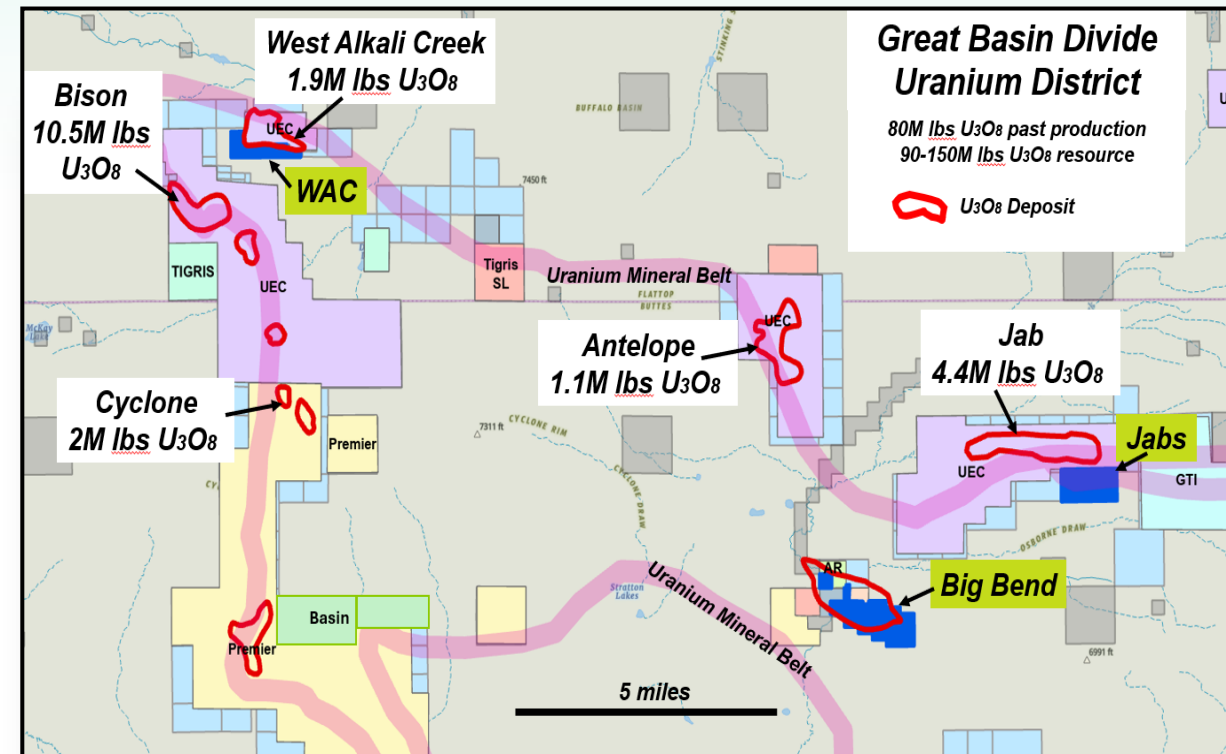 Great Basin Divide
Uranium District
80M lbs U₃O₈ past production
90-150M Lbs U₃O₈ resource
U₃O₈ Deposit
West Alkali Creek
1.9M lbs U₃O₈
Bison
10.5M lbs
U₃O₈
UEC
WAC
BUFFALO BASIN
7450 ft
TIGRIS
UEC
Tigris
SL
Uranium Mineral Belt
FLATTOP
BUTTES
McKay
Lake
UEC
Antelope
1.1M lbs U₃O₈
Jab
4.4M lbs U₃O₈
Cyclone
2M lbs U₃O₈
Premier
7311 ft
CYCLONE RIM
Jabs
UEC
GTI
CYCLONE DRAW
OSBORNE DRAW
AR
Big Bend
Stratton
Lakes
Uranium Mineral Belt
Basin
Premier
6991 ft
5 miles